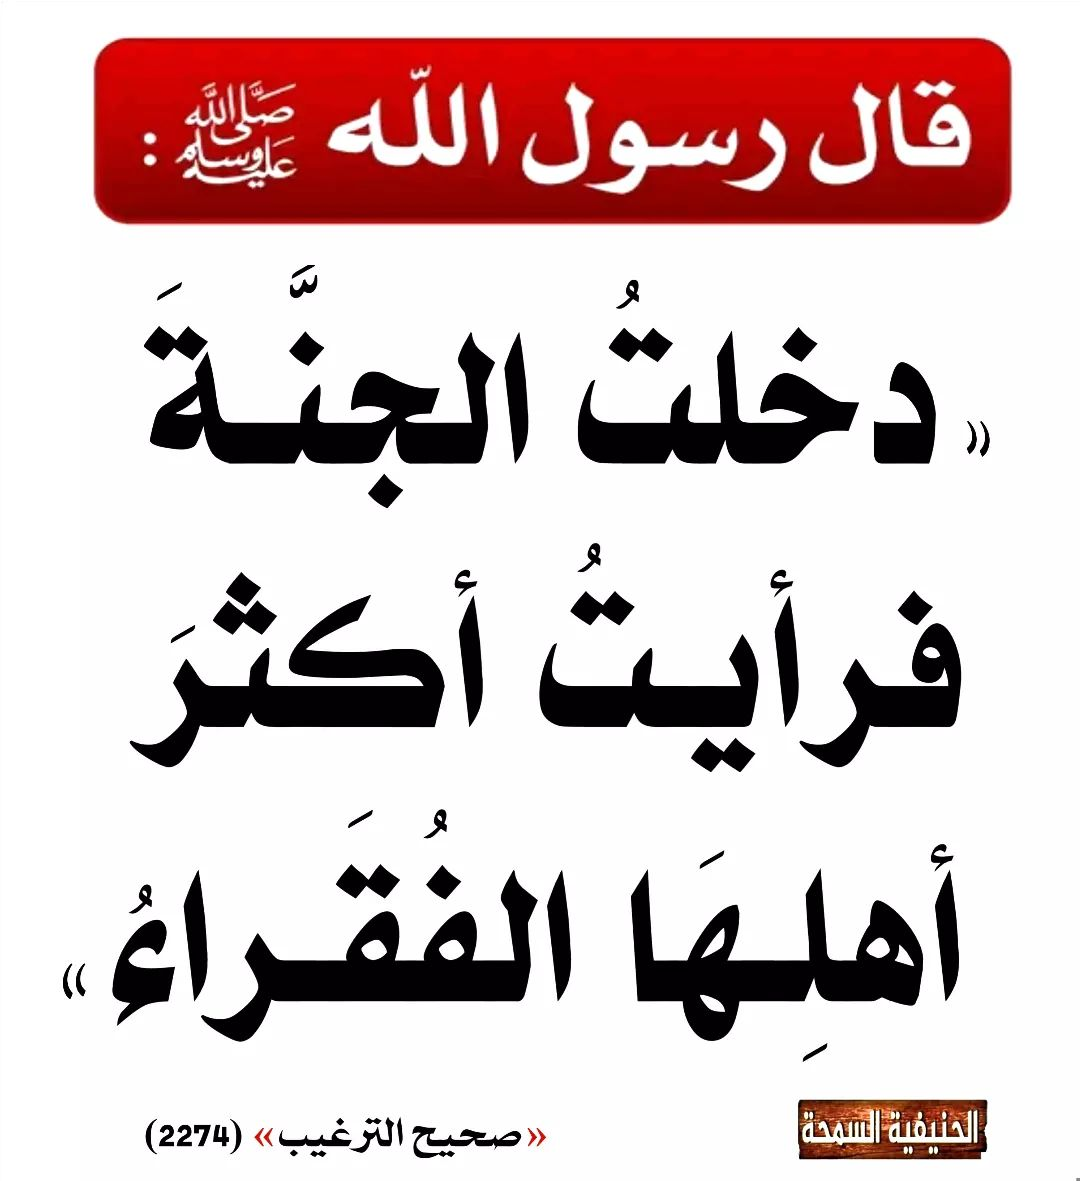 قال رسول الله ﷺ :
« دخلتُ الجنَّةَ
فرأيتُ أكثرَ
أهلِهَا الفُقَراءُ »
«صحيح الترغيب» (2274)
الحنيفية السمحة